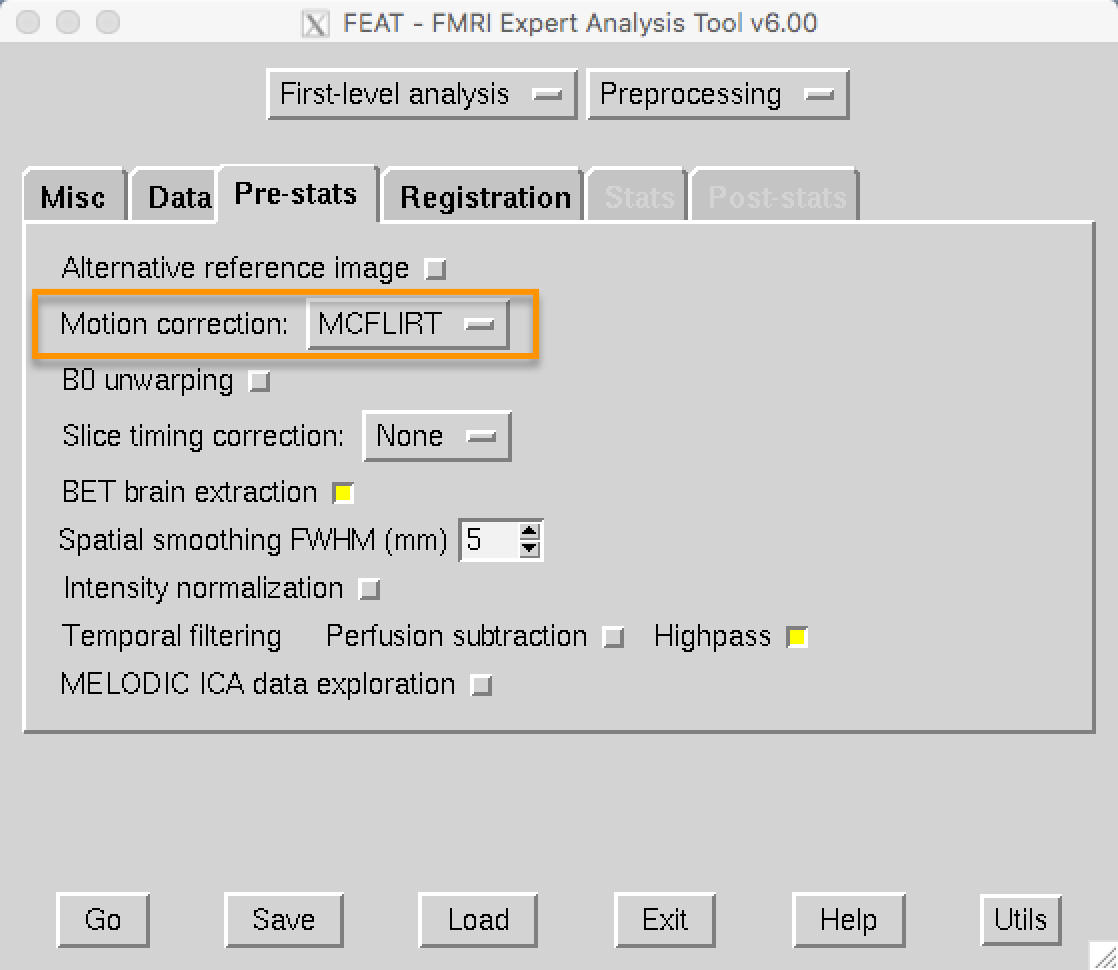 FEAT - FMRI Expert Analysis Tool v6.00
First-level analysis Preprocessing
Misc Data Pre-stats Registration Stats Post-stats
Alternative reference image
Motion correction: MCFLIRT
B0 unwarping
Slice timing correction: None
BET brain extraction
Spatial smoothing FWHM (mm) 5
Intensity normalization
Temporal filtering Perfusion subtraction Highpass
MELODIC ICA data exploration
Go Save Load Exit Help Utils